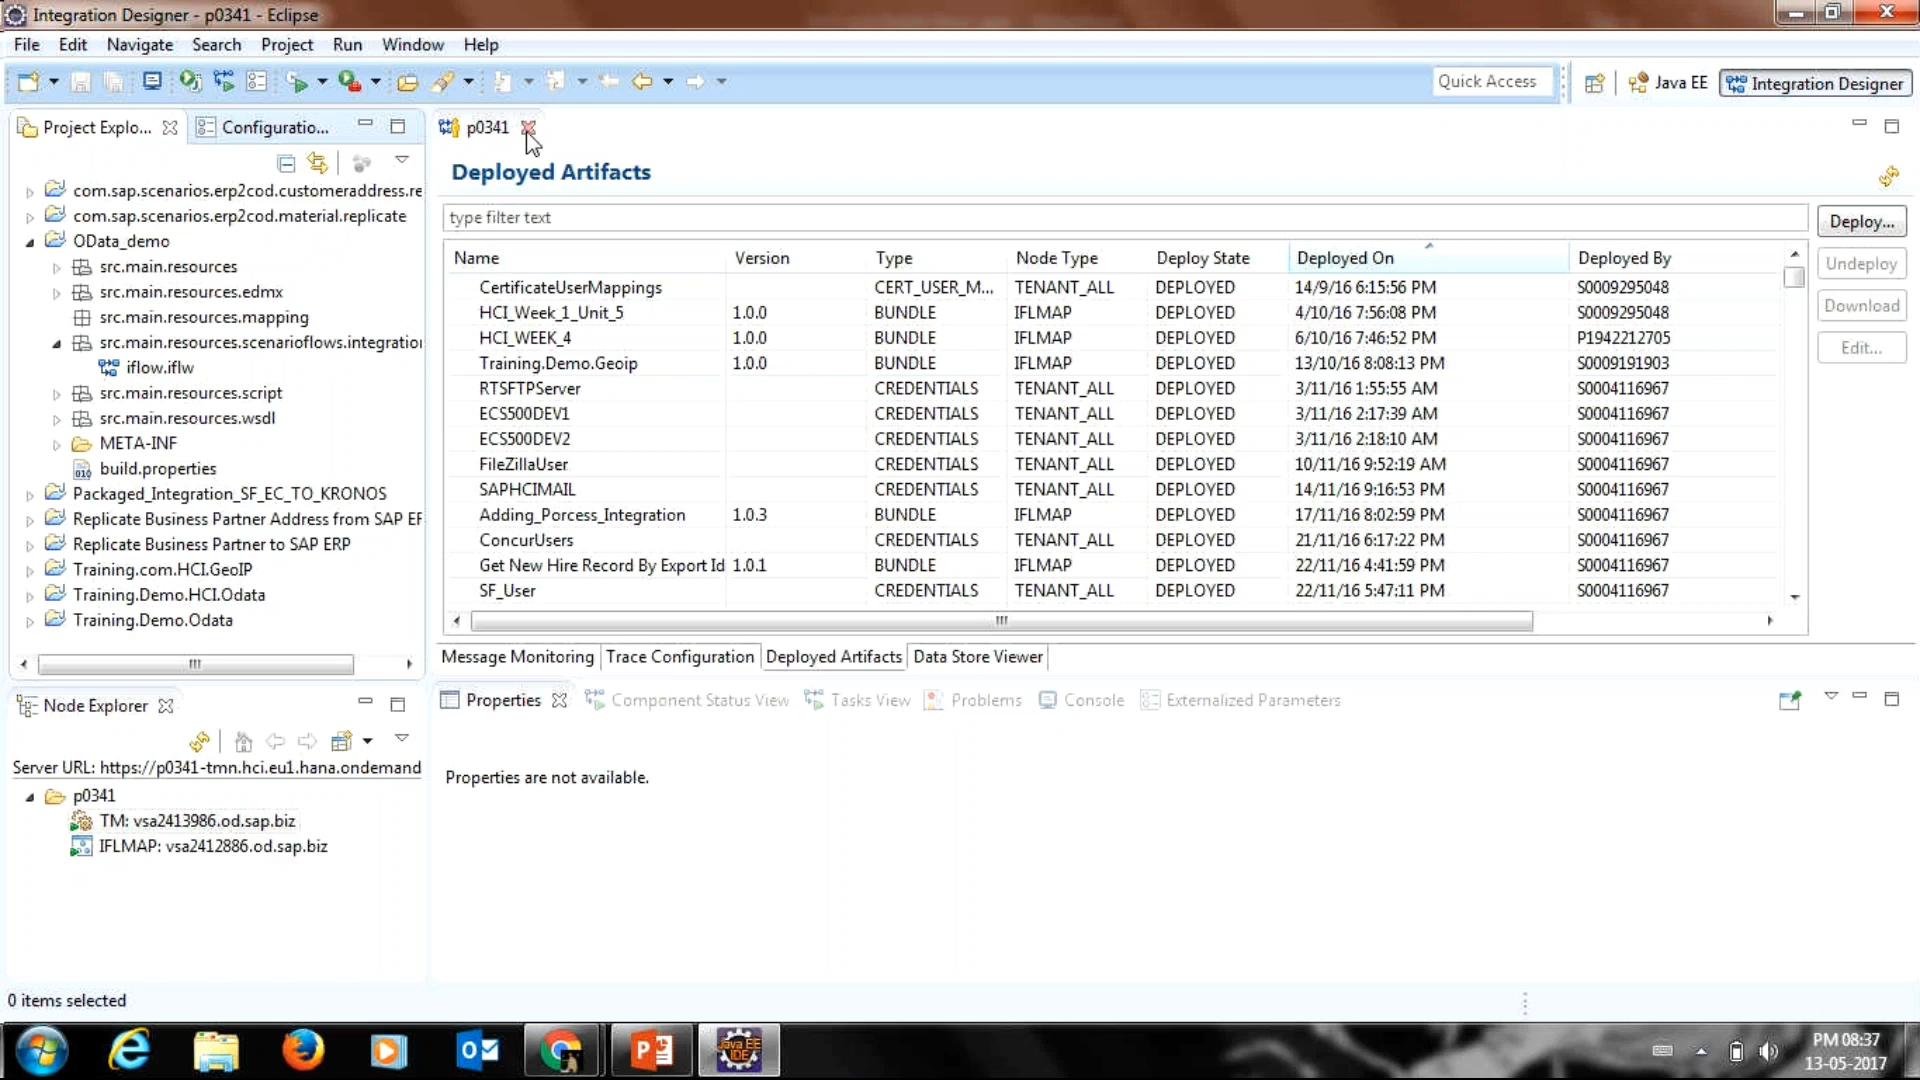 Integration Designer - p0341 - Eclipse
File Edit Navigate Search Project Run Window Help
Quick Access
Java EE
Integration Designer
Project Explo...
Configuratio...
com.sap.scenarios.erp2cod.customeraddress.re
com.sap.scenarios.erp2cod.material.replicate
OData_demo
src.main.resources
src.main.resources.edmx
src.main.resources.mapping
src.main.resources.scenarioflows.integration
iflow.iflw
src.main.resources.script
src.main.resources.wsdl
META-INF
build.properties
Packaged_Integration_SF_EC_TO_KRONOS
Replicate Business Partner Address from SAP EF
Replicate Business Partner to SAP ERP
Training.com.HCI.GeoIP
Training.Demo.HCI.Odata
Training.Demo.Odata
p0341
Deployed Artifacts
type filter text
Name Version Type Node Type Deploy State Deployed On Deployed By
CertificateUserMappings CERT_USER_M... TENANT_ALL DEPLOYED 14/9/16 6:15:56 PM S0009295048
HCI_Week_1_Unit_5 1.0.0 BUNDLE IFLMAP DEPLOYED 4/10/16 7:56:08 PM S0009295048
HCI_WEEK_4 1.0.0 BUNDLE IFLMAP DEPLOYED 6/10/16 7:46:52 PM P1942212705
Training.Demo.Geoip 1.0.0 BUNDLE IFLMAP DEPLOYED 13/10/16 8:08:13 PM S0009191903
RTSFTPServer CREDENTIALS TENANT_ALL DEPLOYED 3/11/16 1:55:55 AM S0004116967
ECS500DEV1 CREDENTIALS TENANT_ALL DEPLOYED 3/11/16 2:17:39 AM S0004116967
ECS500DEV2 CREDENTIALS TENANT_ALL DEPLOYED 3/11/16 2:18:10 AM S0004116967
FileZillaUser CREDENTIALS TENANT_ALL DEPLOYED 10/11/16 9:52:19 AM S0004116967
SAPHCIMAIL CREDENTIALS TENANT_ALL DEPLOYED 14/11/16 9:16:53 PM S0004116967
Adding_Porcess_Integration 1.0.3 BUNDLE IFLMAP DEPLOYED 17/11/16 8:02:59 PM S0004116967
ConcurUsers CREDENTIALS TENANT_ALL DEPLOYED 21/11/16 6:17:22 PM S0004116967
Get New Hire Record By Export Id 1.0.1 BUNDLE IFLMAP DEPLOYED 22/11/16 4:41:59 PM S0004116967
SF_User CREDENTIALS TENANT_ALL DEPLOYED 22/11/16 5:47:11 PM S0004116967
Deploy...
Undeploy
Download
Edit...
Message Monitoring Trace Configuration Deployed Artifacts Data Store Viewer
Node Explorer
Server URL: https://p0341-tmn.hci.eu1.hana.ondemand
p0341
TM: vsa2413986.od.sap.biz
IFLMAP: vsa2412886.od.sap.biz
Properties Component Status View Tasks View Problems Console Externalized Parameters
Properties are not available.
0 items selected
Java EE
IDE
PM 08:37
13-05-2017